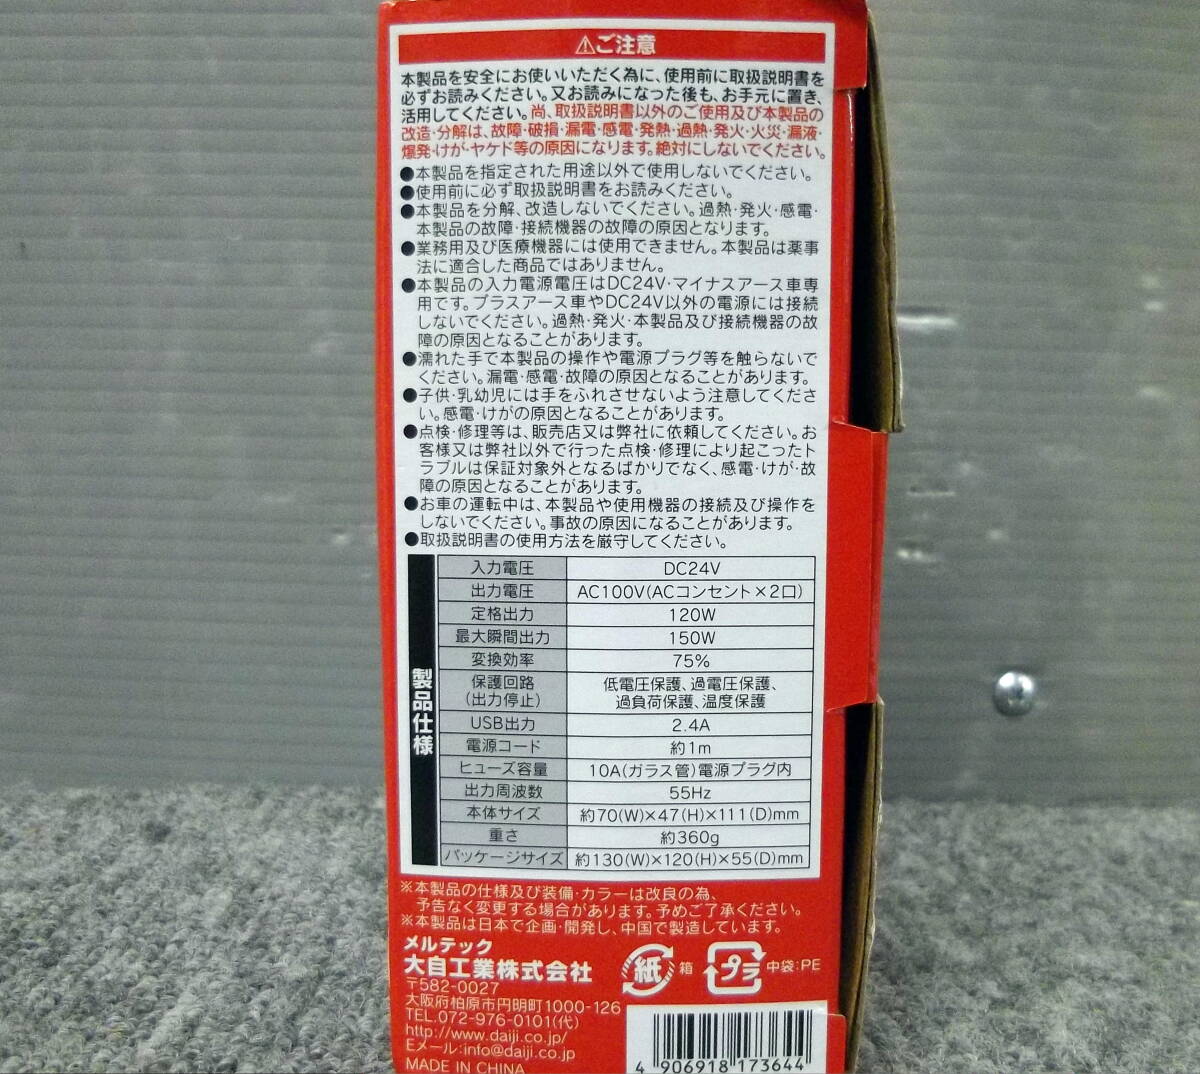 ⚠ご注意
本製品を安全にお使いいただく為に、使用前に取扱説明書を
必ずお読みください。又お読みになった後も、お手元に置き、
活用してください。尚、取扱説明書以外のご使用及び本製品の
改造・分解は、故障・破損・漏電・感電・発熱・過熱・発火・火災・漏液・
爆発・けが・ヤケド等の原因になります。絶対にしないでください。
●本製品を指定された用途以外で使用しないでください。
●使用前に必ず取扱説明書をお読みください。
●本製品を分解、改造しないでください。過熱・発火・感電・
本製品の故障・接続機器の故障の原因となります。
●業務用及び医療機器には使用できません。本製品は薬事
法に適合した商品ではありません。
●本製品の入力電源電圧はDC24V・マイナスアース車専
用です。プラスアース車やDC24V以外の電源には接続
しないでください。過熱・発火・本製品及び接続機器の故
障の原因となることがあります。
●濡れた手で本製品の操作や電源プラグ等を触らないで
ください。漏電・感電・故障の原因となることがあります。
●子供・乳幼児には手をふれさせないよう注意してくださ
い。感電・けがの原因となることがあります。
●点検・修理等は、販売店又は弊社に依頼してください。お
客様又は弊社以外で行った点検・修理により起こったト
ラブルは保証対象外となるばかりでなく、感電・けが・故
障の原因となることがあります。
●お車の運転中は、本製品や使用機器の接続及び操作を
しないでください。事故の原因になることがあります。
●取扱説明書の使用方法を厳守してください。
製品仕様
入力電圧 DC24V
出力電圧 AC100V(ACコンセント×2口)
定格出力 120W
最大瞬間出力 150W
変換効率 75%
保護回路 低電圧保護、過電圧保護、
(出力停止) 過負荷保護、温度保護
USB出力 2.4A
電源コード 約1m
ヒューズ容量 10A(ガラス管)電源プラグ内
出力周波数 55Hz
本体サイズ 約70(W)×47(H)×111(D)mm
重さ 約360g
パッケージサイズ 約130(W)×120(H)×55(D)mm
※本製品の仕様及び装備・カラーは改良の為、
予告なく変更する場合があります。予めご了承ください。
※本製品は日本で企画・開発し、中国で製造しています。
メルテック
大自工業株式会社
〒582-0027
大阪府柏原市円明町1000-126
TEL.072-976-0101(代)
http://www.daiji.co.jp/
Eメール:info@daiji.co.jp
MADE IN CHINA
紙 箱 プラ 中袋:PE
4 906918 173644